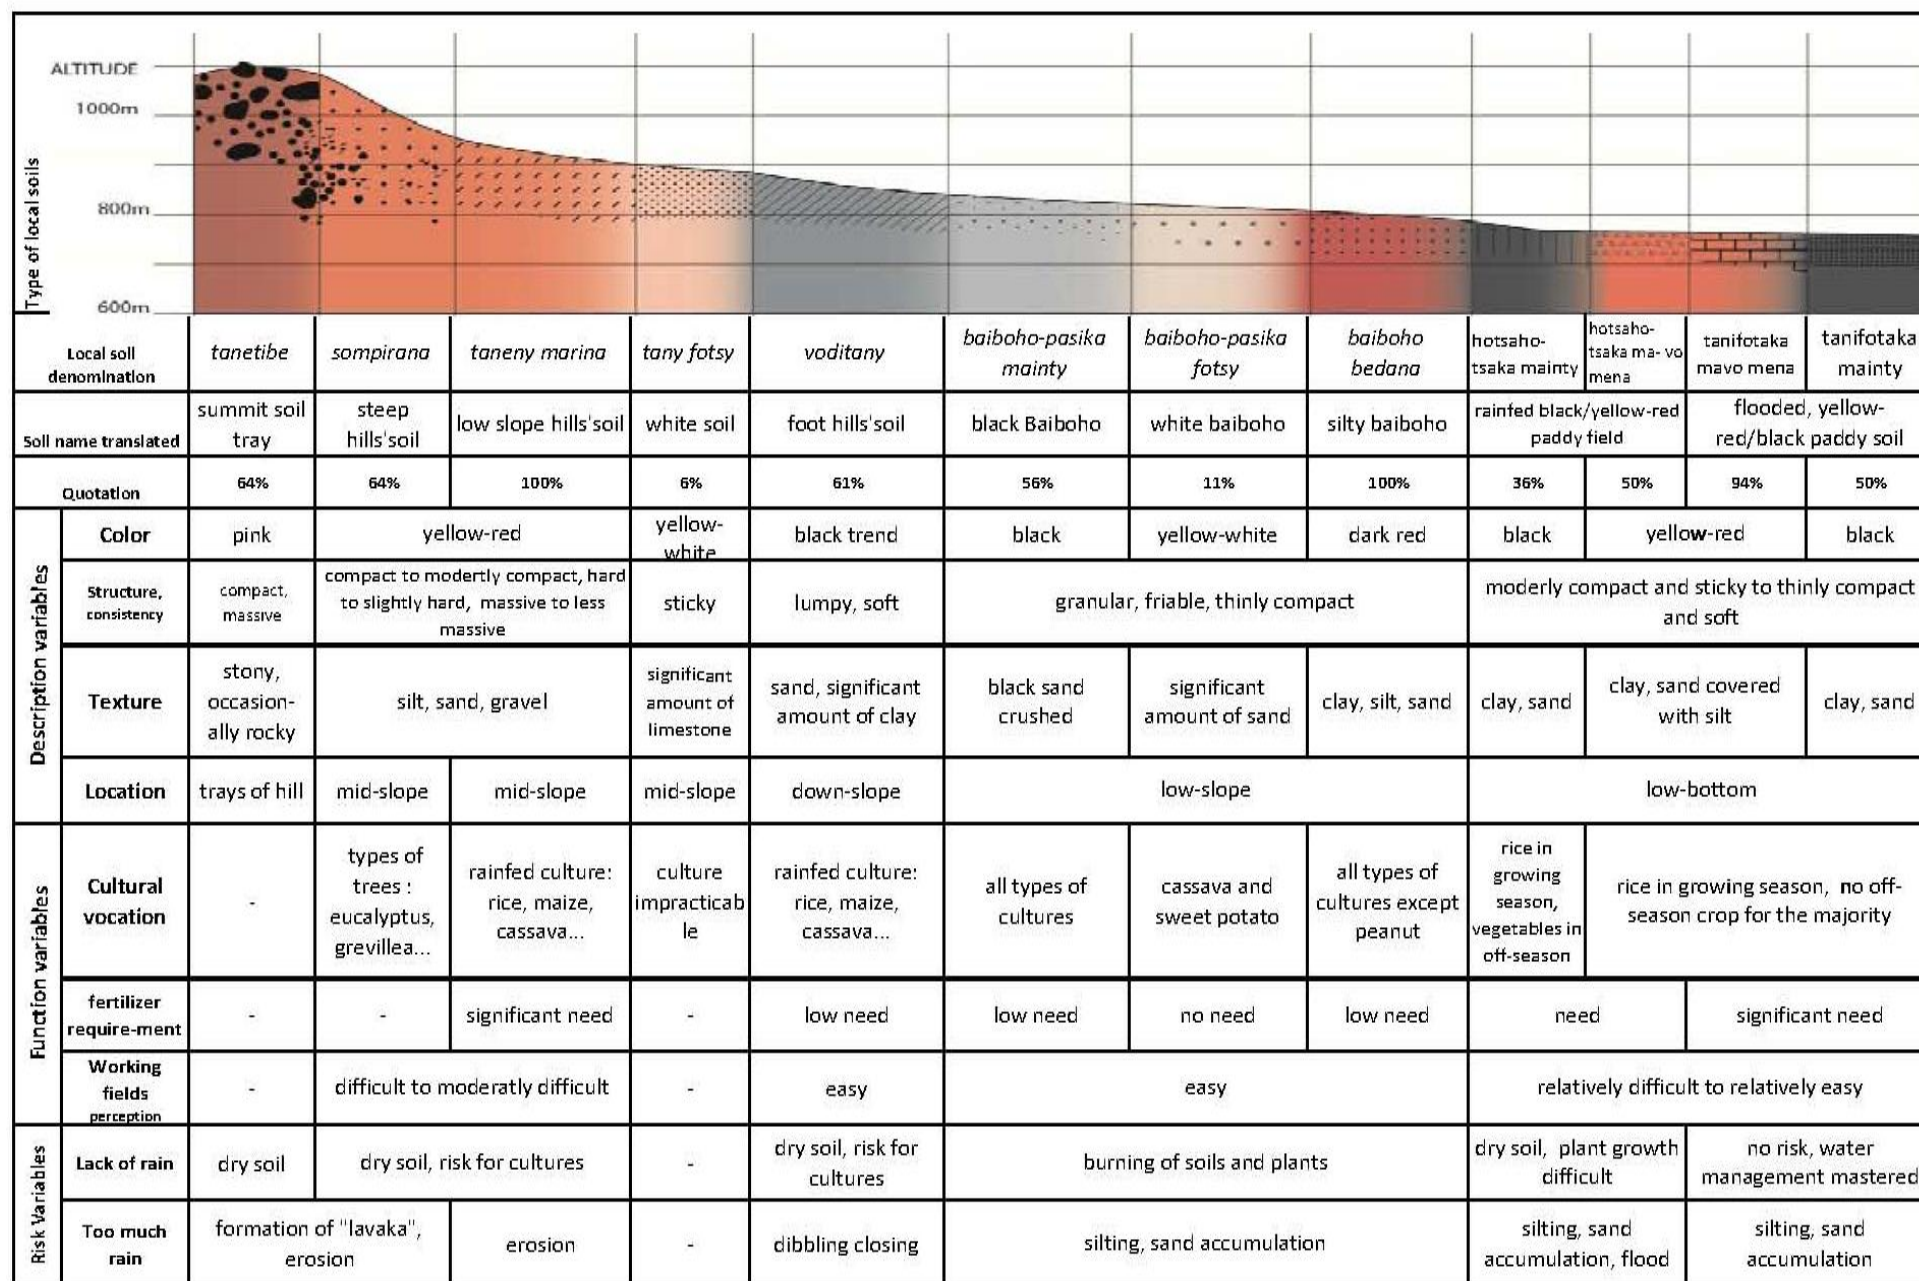 ALTITUDE
1000m
800m
600m
Type of local soils
Local soil
denomination
tanetibe
sompirana
taneny marina
tany fotsy
voditany
baiboho-pasika
mainty
baiboho-pasika
fotsy
baiboho
bedana
hotsaho-
tsaka mainty
hotsaho-
tsaka ma- vo
mena
tanifotaka
mavo mena
tanifotaka
mainty
Soil name translated
summit soil
tray
steep
hills'soil
low slope hills'soil
white soil
foot hills'soil
black Baiboho
white baiboho
silty baiboho
rainfed black/yellow-red
paddy field
flooded, yellow-
red/black paddy soil
Quotation
64%
64%
100%
6%
61%
56%
11%
100%
36%
50%
94%
50%
Description variables
Color
pink
yellow-red
yellow-
white
black trend
black
yellow-white
dark red
black
yellow-red
black
Structure,
consistency
compact,
massive
compact to modertly compact, hard
to slightly hard, massive to less
massive
sticky
lumpy, soft
granular, friable, thinly compact
moderly compact and sticky to thinly compact
and soft
Texture
stony,
occasion-
ally rocky
silt, sand, gravel
significant
amount of
limestone
sand, significant
amount of clay
black sand
crushed
significant
amount of sand
clay, silt, sand
clay, sand
clay, sand covered
with silt
clay, sand
Location
trays of hill
mid-slope
mid-slope
mid-slope
down-slope
low-slope
low-bottom
Function variables
Cultural
vocation
-
types of
trees :
eucalyptus,
grevillea...
rainfed culture:
rice, maize,
cassava...
culture
impracticab
le
rainfed culture:
rice, maize,
cassava...
all types of
cultures
cassava and
sweet potato
all types of
cultures except
peanut
rice in
growing
season,
vegetables in
off-season
rice in growing season, no off-
season crop for the majority
fertilizer
require-ment
-
-
significant need
-
low need
low need
no need
low need
need
significant need
Working
fields
perception
-
difficult to moderatly difficult
-
easy
easy
relatively difficult to relatively easy
Risk Variables
Lack of rain
dry soil
dry soil, risk for cultures
-
dry soil, risk for
cultures
burning of soils and plants
dry soil, plant growth
difficult
no risk, water
management mastered
Too much
rain
formation of "lavaka",
erosion
erosion
-
dibbling closing
silting, sand accumulation
silting, sand
accumulation, flood
silting, sand
accumulation